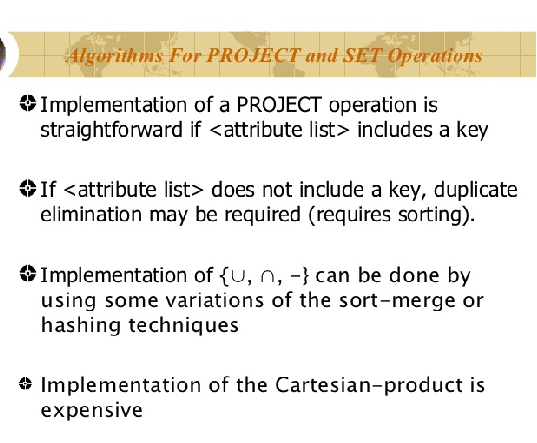 Algorithms For PROJECT and SET Operations
Implementation of a PROJECT operation is
straightforward if <attribute list> includes a key
If <attribute list> does not include a key, duplicate
elimination may be required (requires sorting).
Implementation of {∪, ∩, −} can be done by
using some variations of the sort−merge or
hashing techniques
Implementation of the Cartesian−product is
expensive